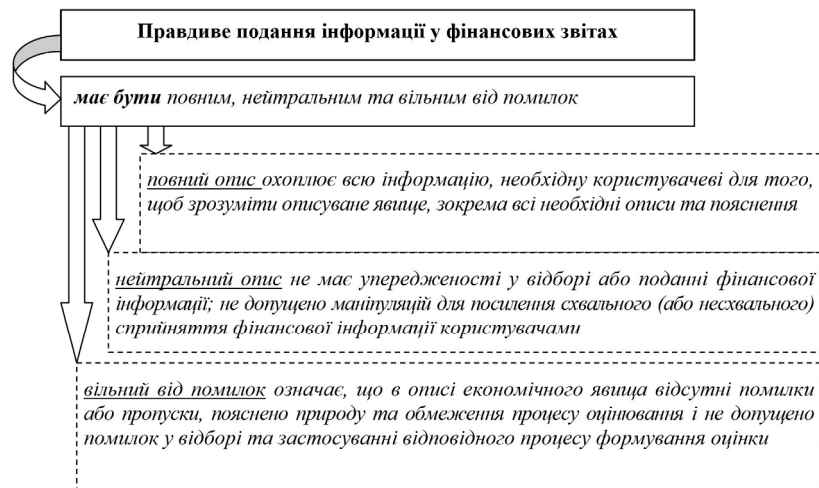 Правдиве подання інформації у фінансових звітах
має бути повним, нейтральним та вільним від помилок
повний опис охоплює всю інформацію, необхідну користувачеві для того,
щоб зрозуміти описуване явище, зокрема всі необхідні описи та пояснення
нейтральний опис не має упередженості у відборі або поданні фінансової
інформації; не допущено маніпуляцій для посилення схвального (або несхвального)
сприйняття фінансової інформації користувачами
вільний від помилок означає, що в описі економічного явища відсутні помилки
або пропуски, пояснено природу та обмеження процесу оцінювання і не допущено
помилок у відборі та застосуванні відповідного процесу формування оцінки